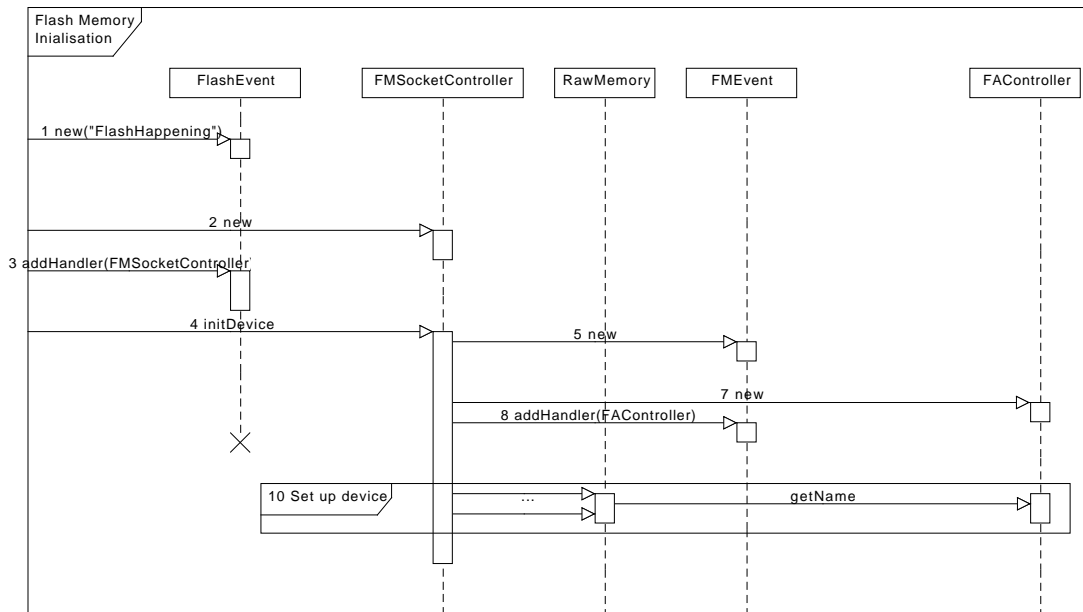 Flash Memory
Inialisation
FlashEvent
FMSocketController
RawMemory
FMEvent
FAController
1 new("FlashHappening")
2 new
3 addHandler(FMSocketController
4 initDevice
5 new
7 new
8 addHandler(FAController)
10 Set up device
...
getName